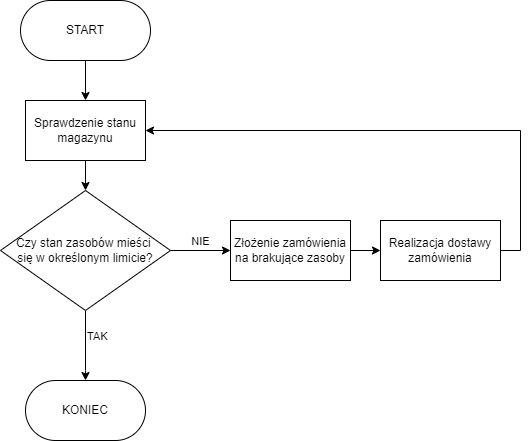 START
Sprawdzenie stanu
magazynu
Czy stan zasobów mieści
się w określonym limicie?
NIE
Złożenie zamówienia
na brakujące zasoby
Realizacja dostawy
zamówienia
TAK
KONIEC